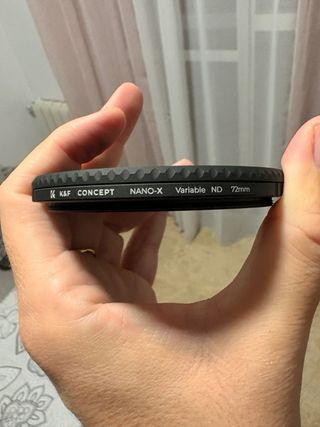 K&F CONCEPT NANO-X Variable ND 72mm